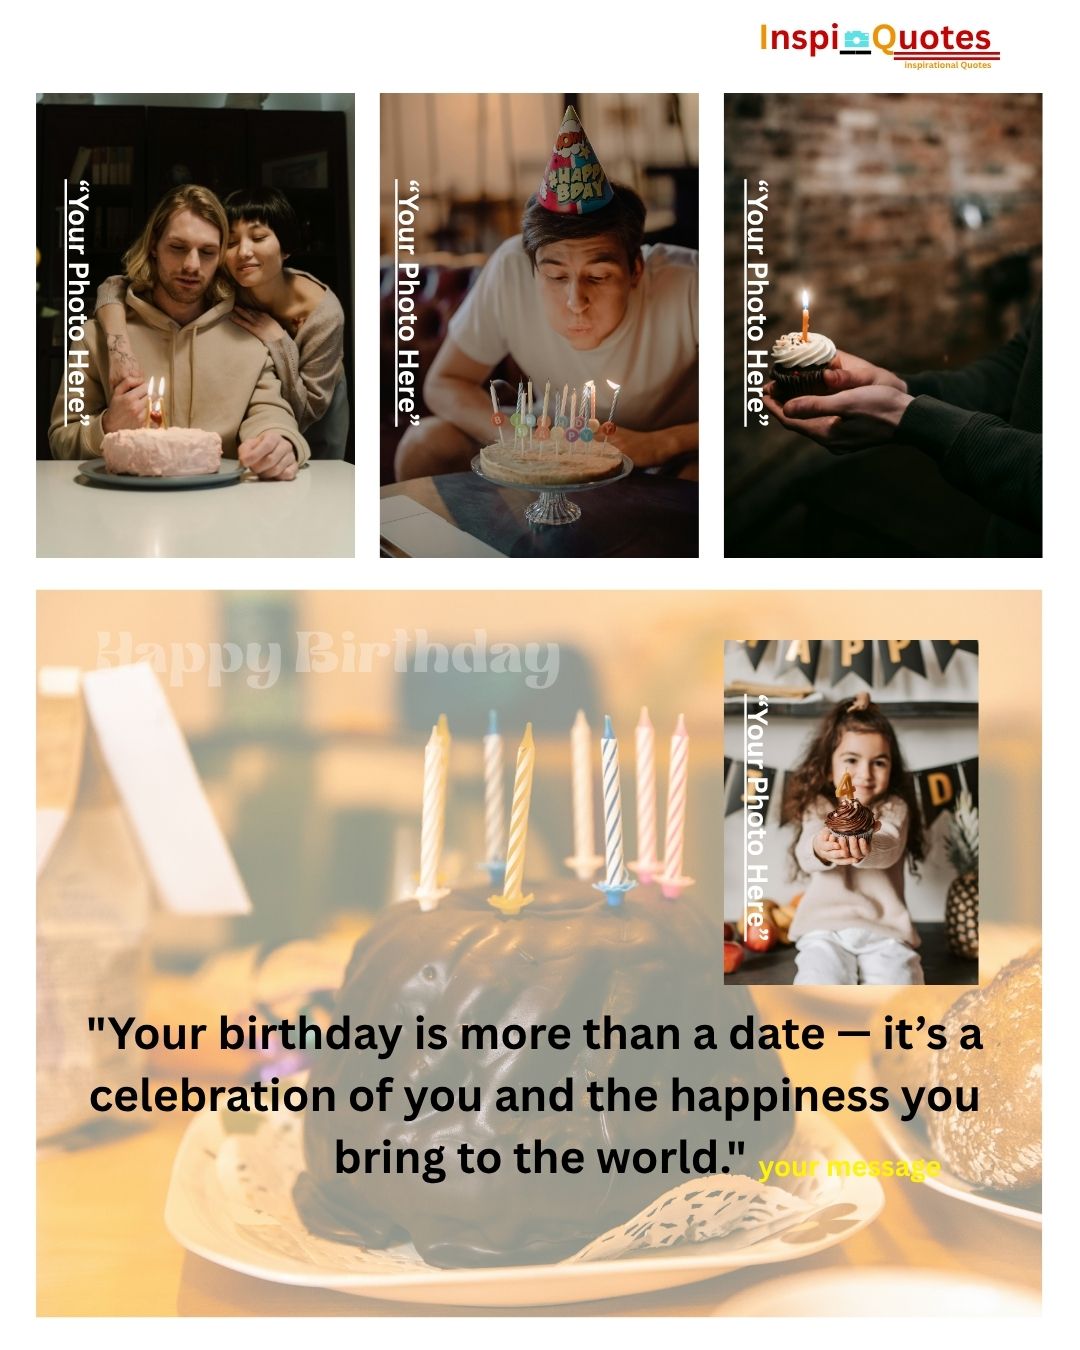 InspiQuotes
inspirational Quotes
“Your Photo Here”
“Your Photo Here”
HAPPY
BDAY
“Your Photo Here”
Happy Birthday
APP
D
4
“Your Photo Here”
"Your birthday is more than a date — it’s a
celebration of you and the happiness you
bring to the world."
your message